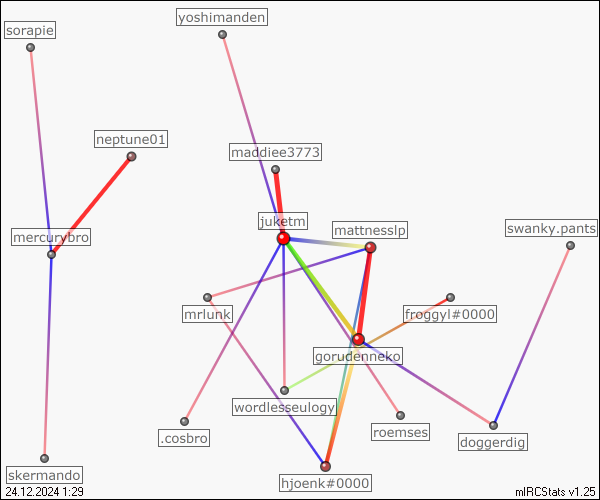 yoshimanden
sorapie
neptune01
maddiee3773
juketm
mattnesslp
swanky.pants
mercurybro
mrlunk
froggyl#0000
gorudenneko
wordlesseulogy
.cosbro
roemses
doggerdig
skermando
hjoenk#0000
24.12.2024 1:29
mIRCStats v1.25